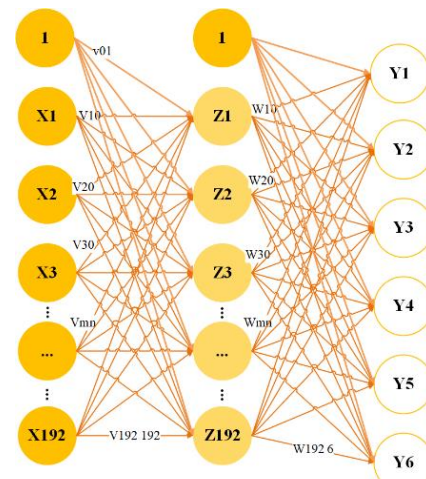 1
1
v01
Y1
X1
V10
Z1
W10
Y2
V20
W20
X2
Z2
Y3
V30
W30
X3
Z3
Y4
Vmn
Wmn
...
...
Y5
X192
V192 192
Z192
W192 6
Y6